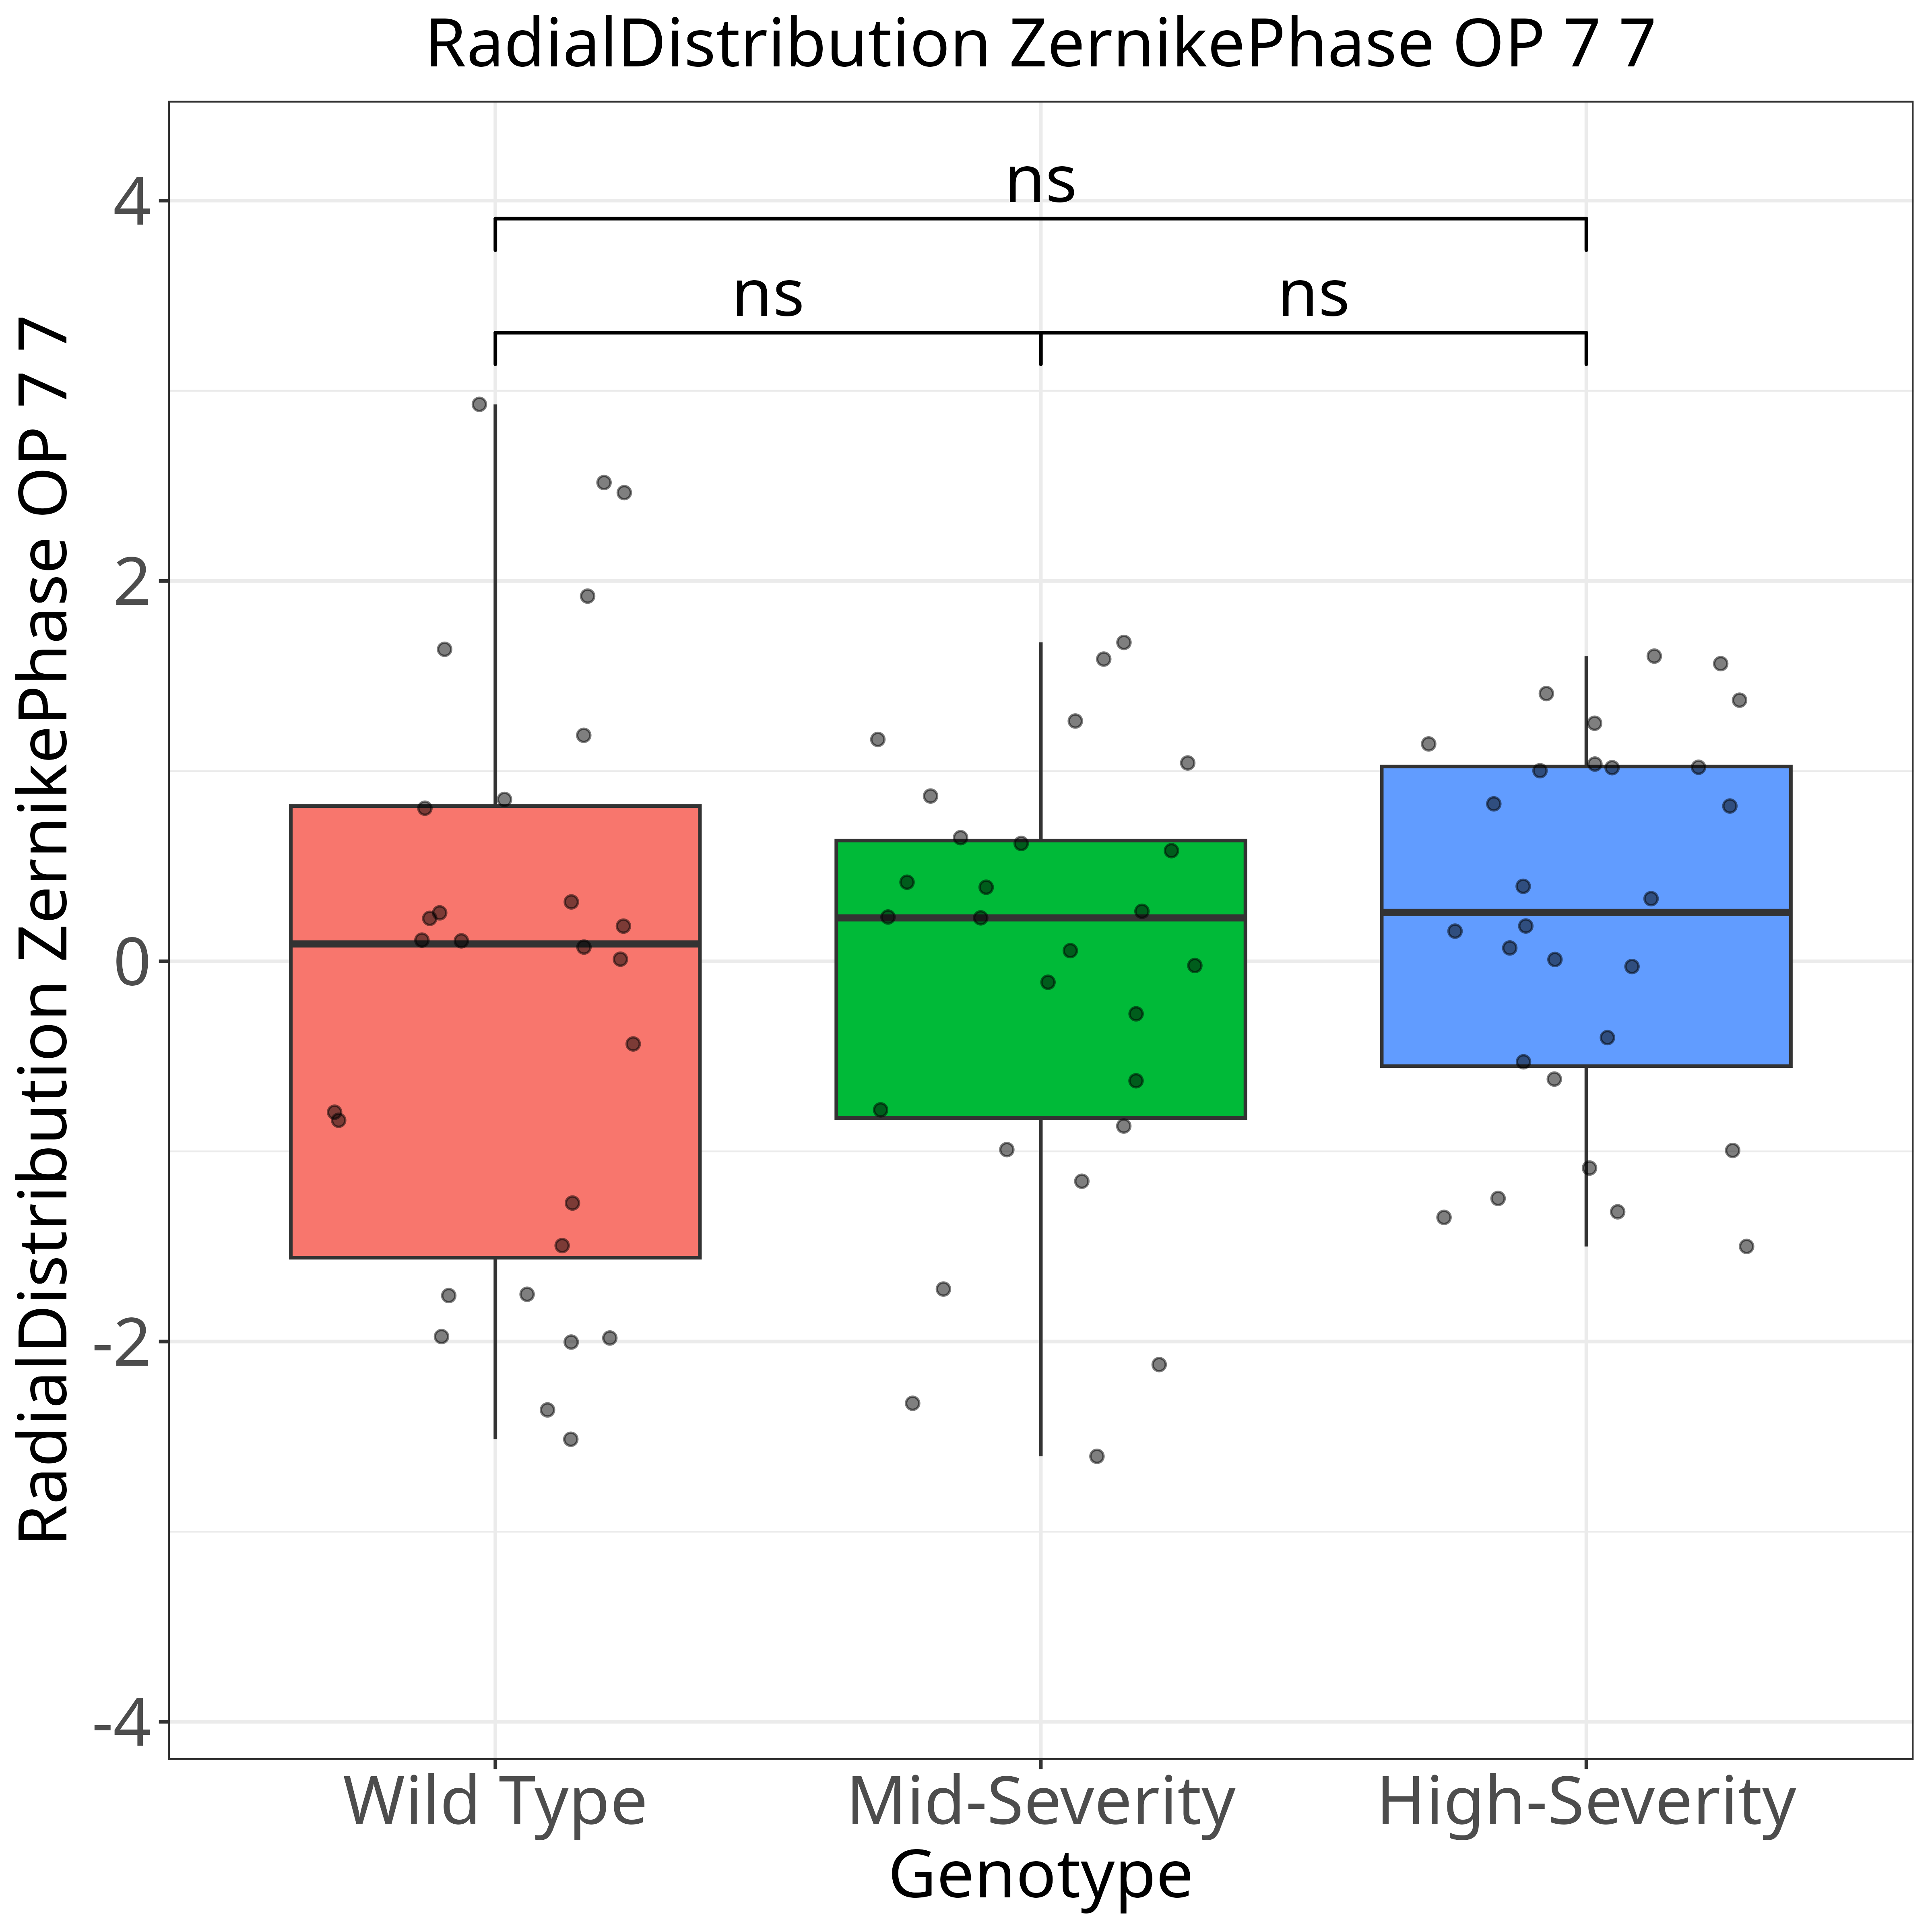 RadialDistribution ZernikePhase OP 7 7
RadialDistribution ZernikePhase OP 7 7
4
2
0
-2
-4
ns
ns
ns
Wild Type
Mid-Severity
High-Severity
Genotype